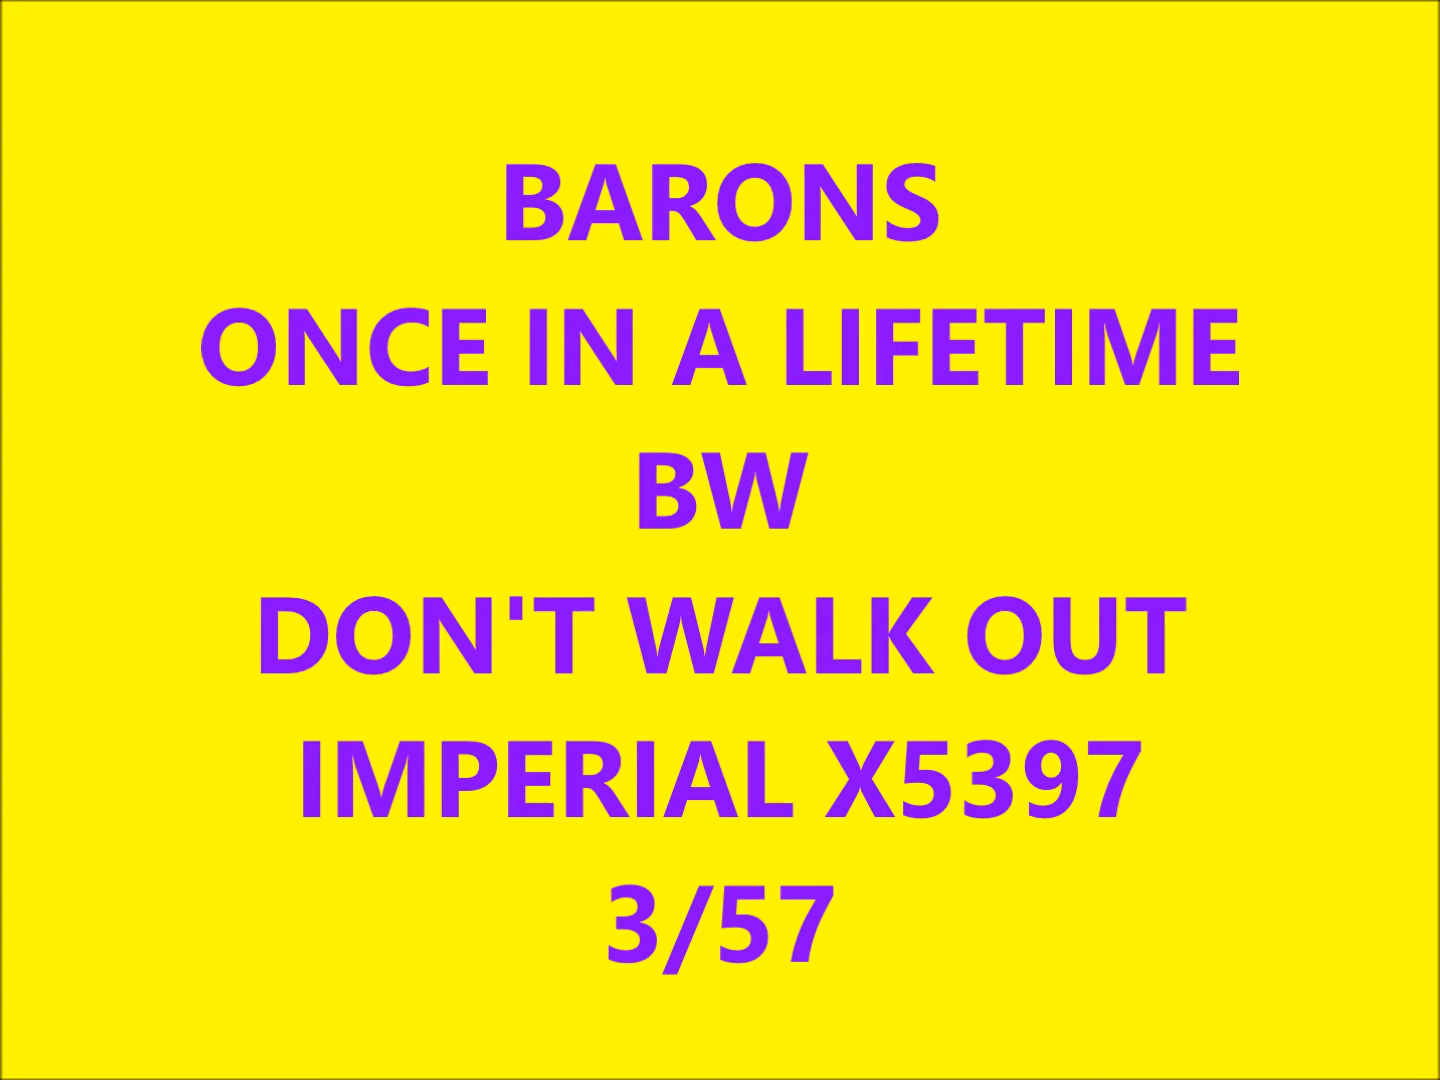 BARONS
ONCE IN A LIFETIME
BW
DON'T WALK OUT
IMPERIAL X5397
3/57